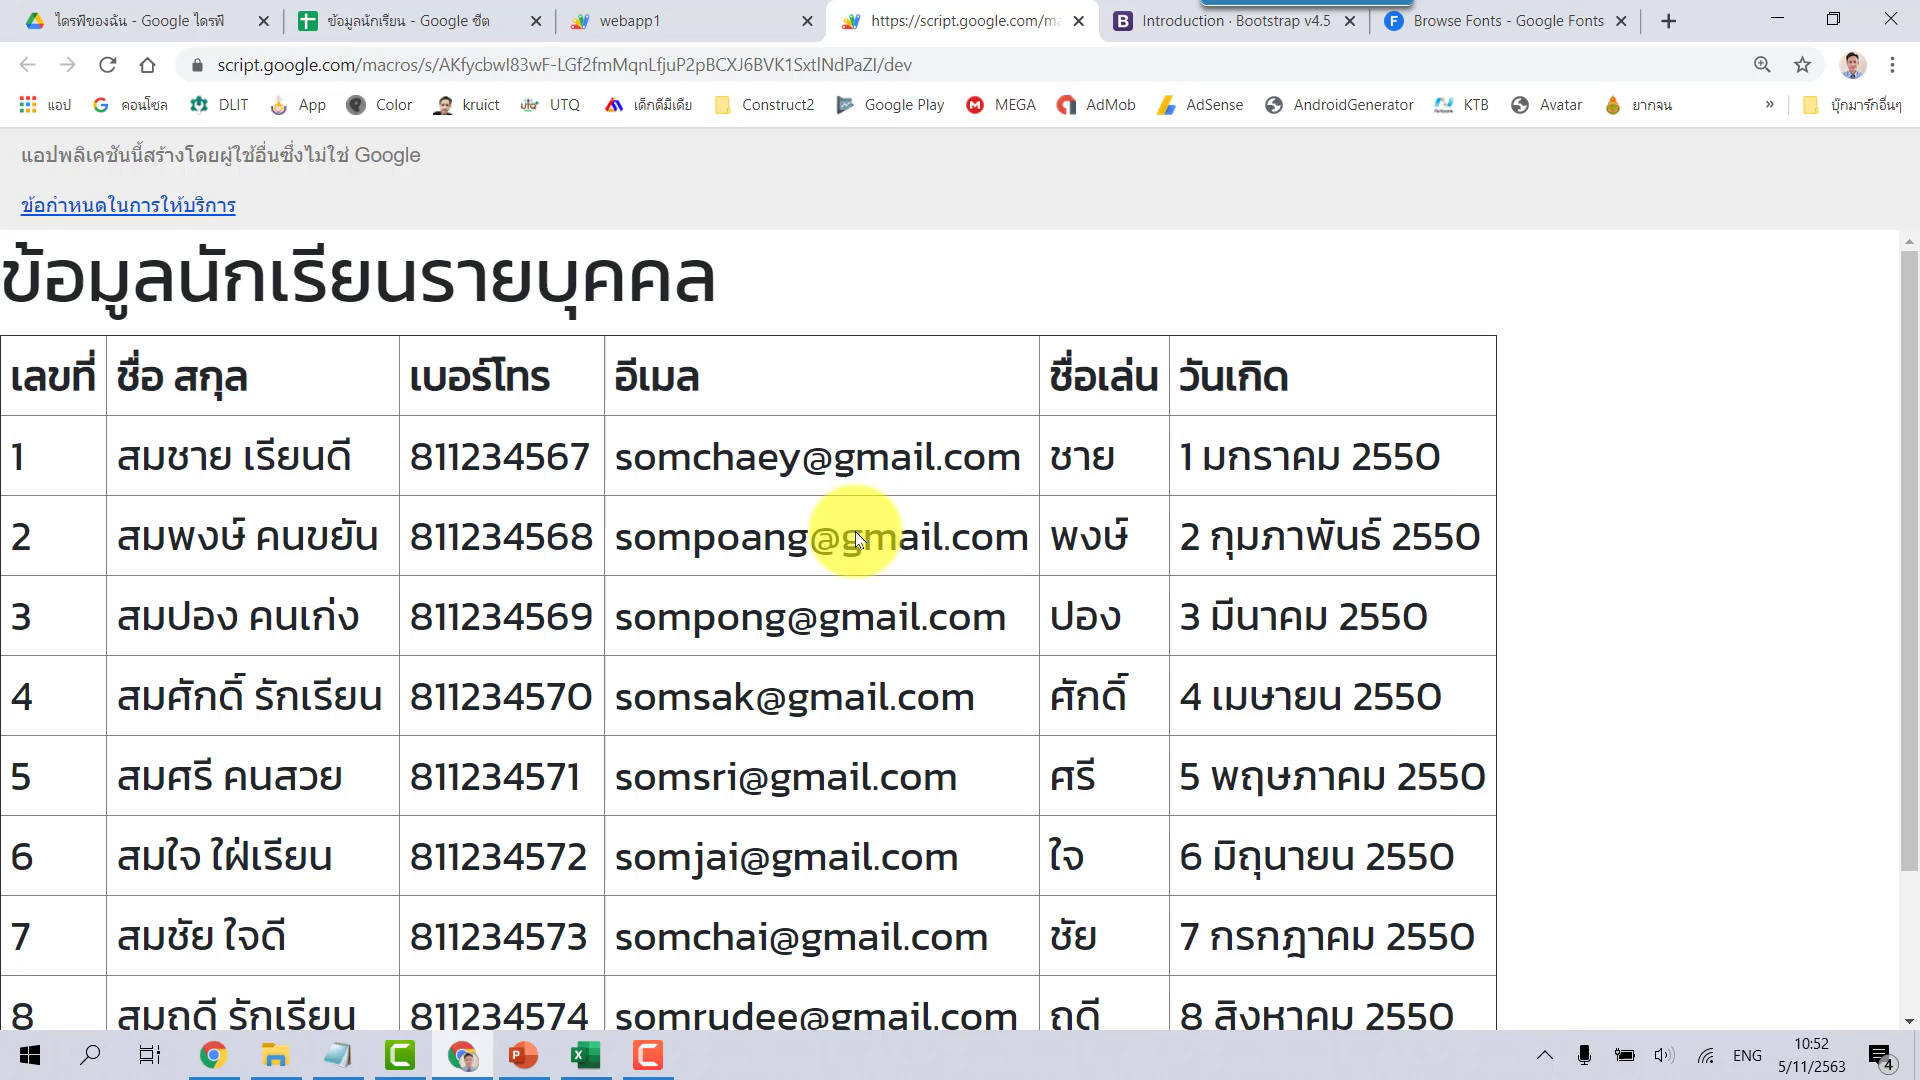 ไดรฟ์ของฉัน - Google ไดรฟ์
ข้อมูลนักเรียน - Google ชีต
webapp1
https://script.google.com/ma
Introduction · Bootstrap v4.5
Browse Fonts - Google Fonts
script.google.com/macros/s/AKfycbwI83wF-LGf2fmMqnLfjuP2pBCXJ6BVK1SxtlNdPaZI/dev
แอป คอนโซล DLIT App Color kruict UTQ เด็กดีมีเดีย Construct2 Google Play MEGA AdMob AdSense AndroidGenerator KTB Avatar ยากจน » บุ๊กมาร์กอื่นๆ
แอปพลิเคชันนี้สร้างโดยผู้ใช้อื่นซึ่งไม่ใช่ Google
ข้อกำหนดในการให้บริการ
ข้อมูลนักเรียนรายบุคคล
เลขที่ ชื่อ สกุล เบอร์โทร อีเมล ชื่อเล่น วันเกิด
1 สมชาย เรียนดี 811234567 somchaey@gmail.com ชาย 1 มกราคม 2550
2 สมพงษ์ คนขยัน 811234568 sompoang@gmail.com พงษ์ 2 กุมภาพันธ์ 2550
3 สมปอง คนเก่ง 811234569 sompong@gmail.com ปอง 3 มีนาคม 2550
4 สมศักดิ์ รักเรียน 811234570 somsak@gmail.com ศักดิ์ 4 เมษายน 2550
5 สมศรี คนสวย 811234571 somsri@gmail.com ศรี 5 พฤษภาคม 2550
6 สมใจ ใฝ่เรียน 811234572 somjai@gmail.com ใจ 6 มิถุนายน 2550
7 สมชัย ใจดี 811234573 somchai@gmail.com ชัย 7 กรกฎาคม 2550
8 สมฤดี รักเรียน 811234574 somrudee@gmail.com ฤดี 8 สิงหาคม 2550
ENG
10:52
5/11/2563
4